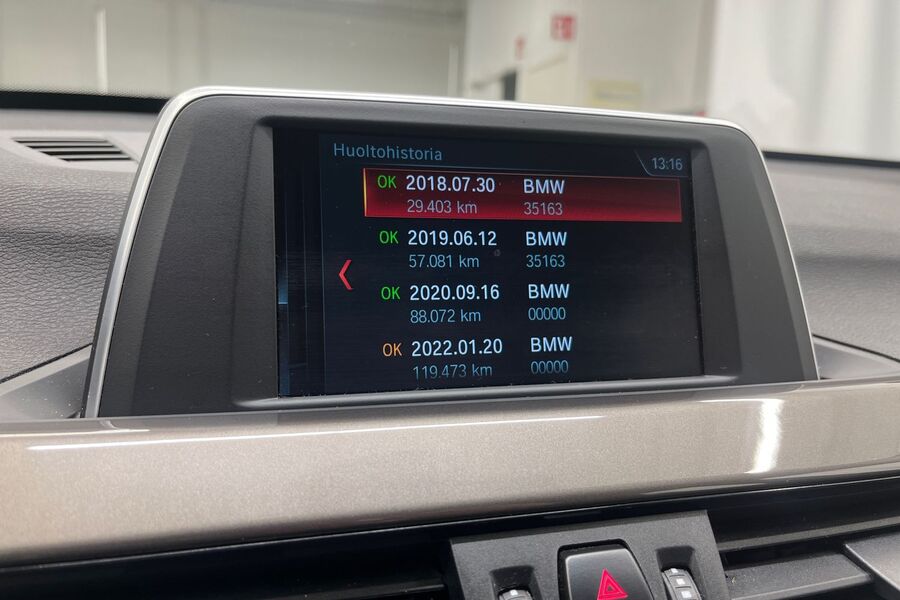 Huoltohistoria
13:16
OK 2018.07.30 BMW
29.403 km 35163
OK 2019.06.12 BMW
57.081 km 35163
OK 2020.09.16 BMW
88.072 km 00000
OK 2022.01.20 BMW
119.473 km 00000